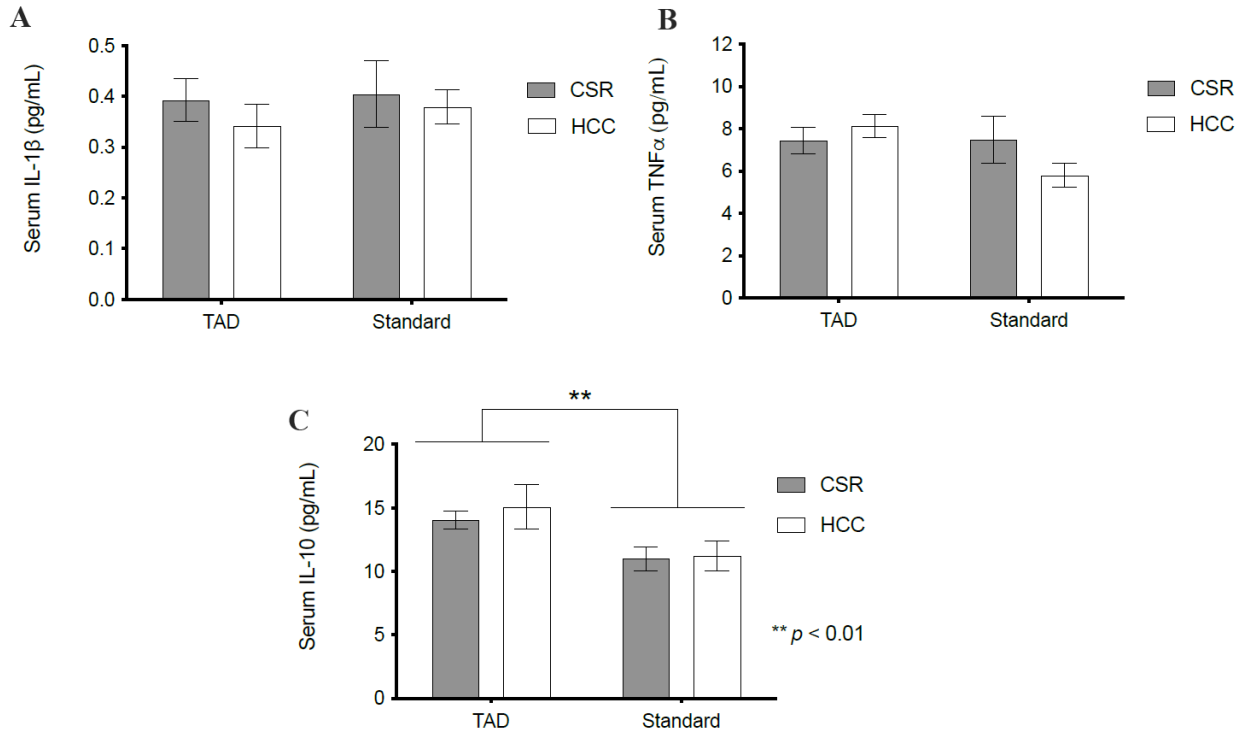 A
Serum IL-1β (pg/mL)
0.5
0.4
0.3
0.2
0.1
0.0
TAD
Standard
CSR
HCC
B
Serum TNFα (pg/mL)
12
10
8
6
4
2
0
TAD
Standard
CSR
HCC
C
**
Serum IL-10 (pg/mL)
20
15
10
5
0
TAD
Standard
CSR
HCC
** p < 0.01